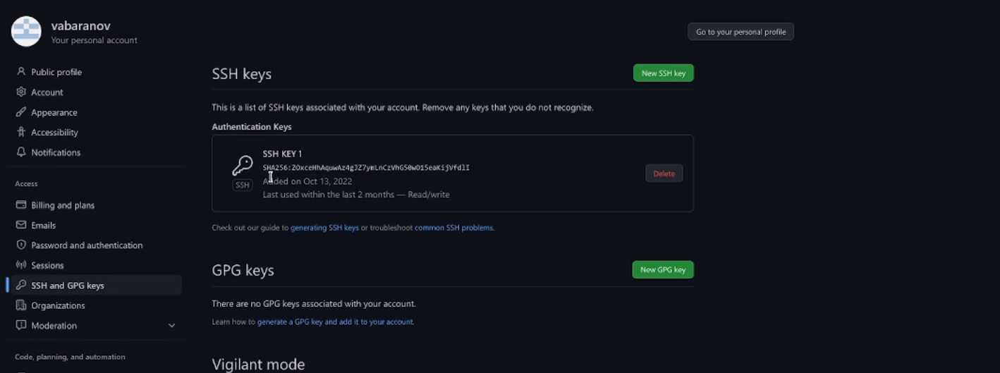 vabaranov
Your personal account
Go to your personal profile
Public profile
Account
Appearance
Accessibility
Notifications
Access
Billing and plans
Emails
Password and authentication
Sessions
SSH and GPG keys
Organizations
Moderation
Code, planning, and automation
SSH keys
New SSH key
This is a list of SSH keys associated with your account. Remove any keys that you do not recognize.
Authentication Keys
SSH KEY 1
SSH
Added on Oct 13, 2022
Last used within the last 2 months — Read/write
Delete
Check out our guide to generating SSH keys or troubleshoot common SSH problems.
GPG keys
New GPG key
There are no GPG keys associated with your account.
Learn how to generate a GPG key and add it to your account.
Vigilant mode